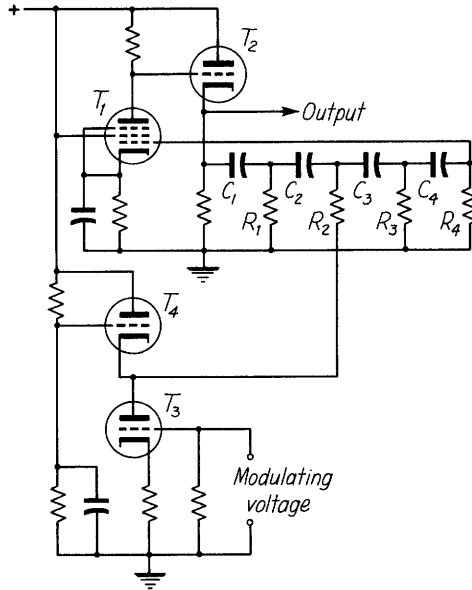 +
T₂
T₁
Output
C₁
C₂
C₃
C₄
R₁
R₂
R₃
R₄
T₄
T₃
Modulating
voltage